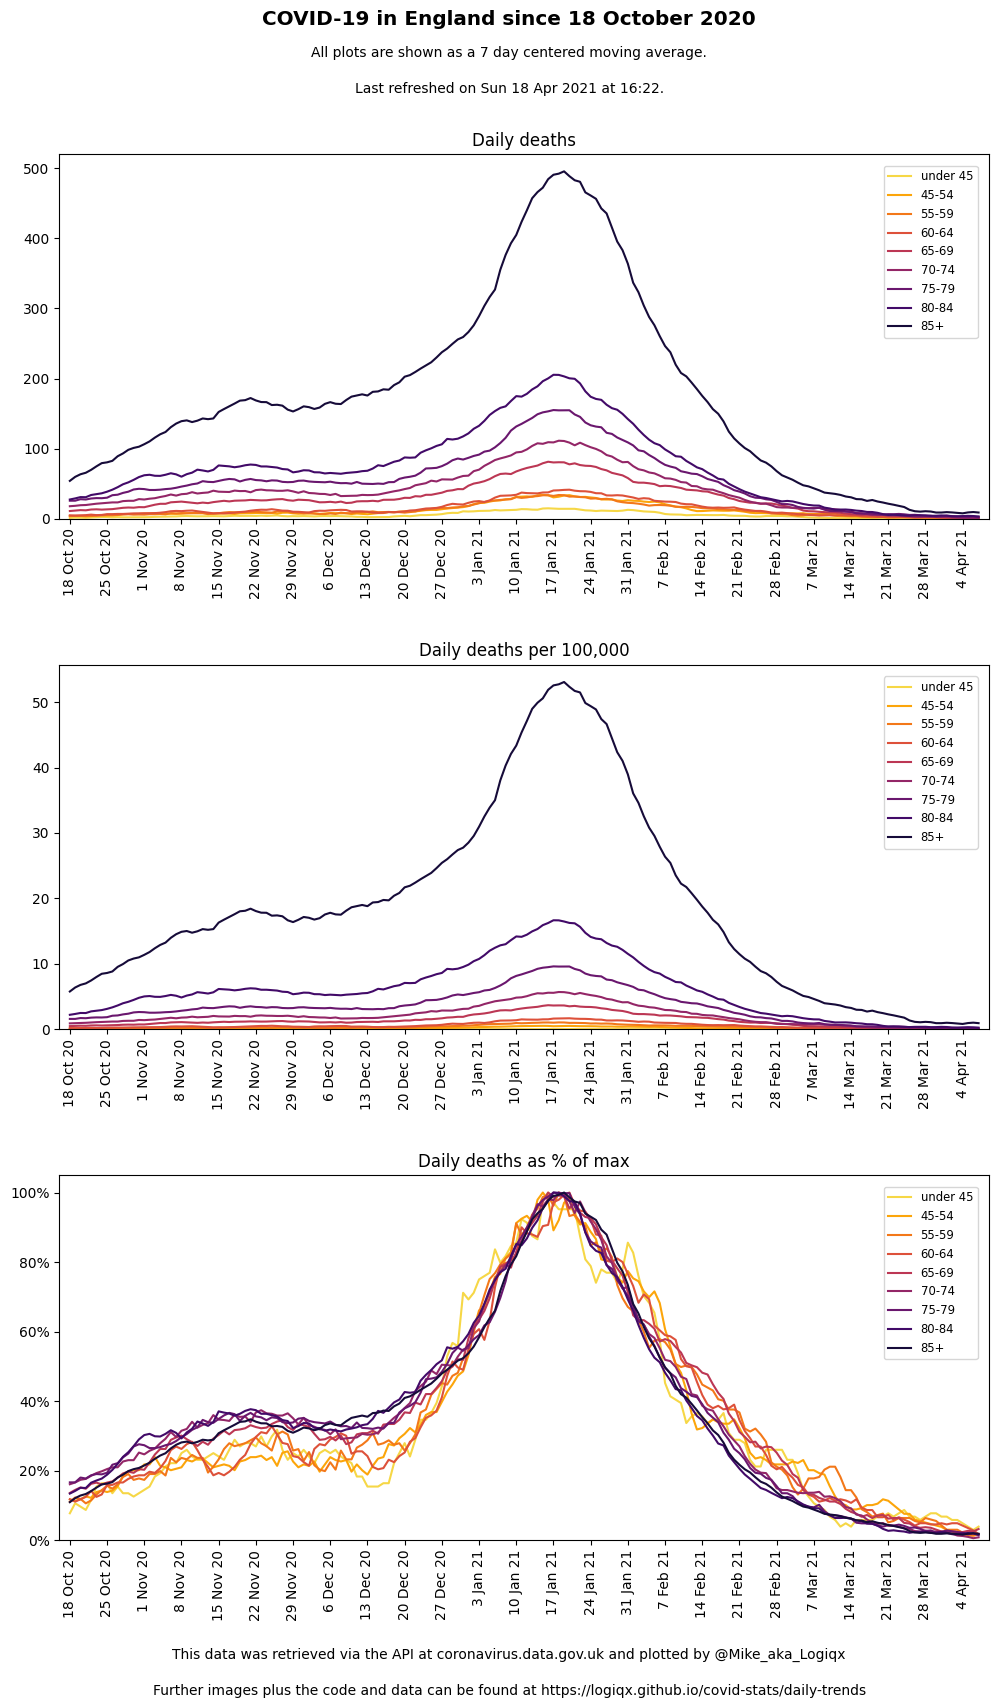 COVID-19 in England since 18 October 2020
All plots are shown as a 7 day centered moving average.
Last refreshed on Sun 18 Apr 2021 at 16:22.
Daily deaths
500
400
300
200
100
0
under 45
45-54
55-59
60-64
65-69
70-74
75-79
80-84
85+
18 Oct 20
25 Oct 20
1 Nov 20
8 Nov 20
15 Nov 20
22 Nov 20
29 Nov 20
6 Dec 20
13 Dec 20
20 Dec 20
27 Dec 20
3 Jan 21
10 Jan 21
17 Jan 21
24 Jan 21
31 Jan 21
7 Feb 21
14 Feb 21
21 Feb 21
28 Feb 21
7 Mar 21
14 Mar 21
21 Mar 21
28 Mar 21
4 Apr 21
Daily deaths per 100,000
50
40
30
20
10
0
under 45
45-54
55-59
60-64
65-69
70-74
75-79
80-84
85+
18 Oct 20
25 Oct 20
1 Nov 20
8 Nov 20
15 Nov 20
22 Nov 20
29 Nov 20
6 Dec 20
13 Dec 20
20 Dec 20
27 Dec 20
3 Jan 21
10 Jan 21
17 Jan 21
24 Jan 21
31 Jan 21
7 Feb 21
14 Feb 21
21 Feb 21
28 Feb 21
7 Mar 21
14 Mar 21
21 Mar 21
28 Mar 21
4 Apr 21
Daily deaths as % of max
100%
80%
60%
40%
20%
0%
under 45
45-54
55-59
60-64
65-69
70-74
75-79
80-84
85+
18 Oct 20
25 Oct 20
1 Nov 20
8 Nov 20
15 Nov 20
22 Nov 20
29 Nov 20
6 Dec 20
13 Dec 20
20 Dec 20
27 Dec 20
3 Jan 21
10 Jan 21
17 Jan 21
24 Jan 21
31 Jan 21
7 Feb 21
14 Feb 21
21 Feb 21
28 Feb 21
7 Mar 21
14 Mar 21
21 Mar 21
28 Mar 21
4 Apr 21
This data was retrieved via the API at coronavirus.data.gov.uk and plotted by @Mike_aka_Logiqx
Further images plus the code and data can be found at https://logiqx.github.io/covid-stats/daily-trends